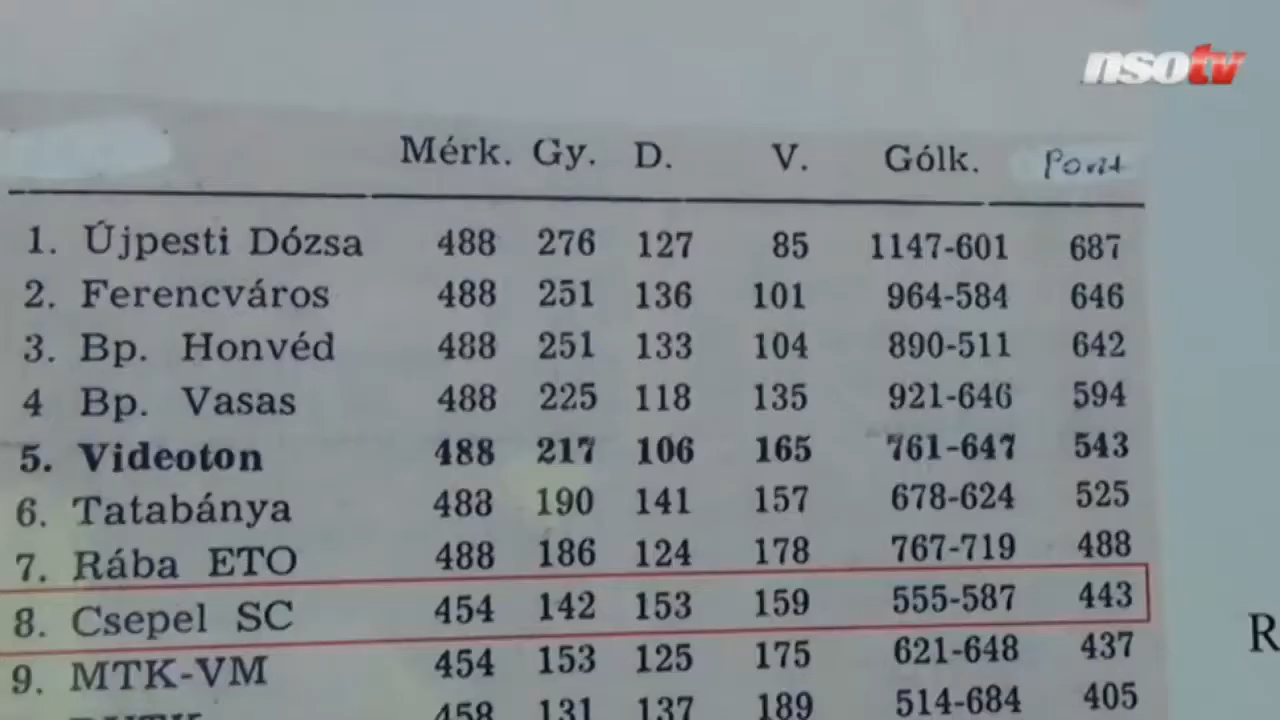 nsotv
Mérk. Gy. D. V. Gólk. Pont
1. Újpesti Dózsa 488 276 127 85 1147-601 687
2. Ferencváros 488 251 136 101 964-584 646
3. Bp. Honvéd 488 251 133 104 890-511 642
4 Bp. Vasas 488 225 118 135 921-646 594
5. Videoton 488 217 106 165 761-647 543
6. Tatabánya 488 190 141 157 678-624 525
7. Rába ETO 488 186 124 178 767-719 488
8. Csepel SC 454 142 153 159 555-587 443
R
9. MTK-VM 454 153 125 175 621-648 437
458 131 137 189 514-684 405